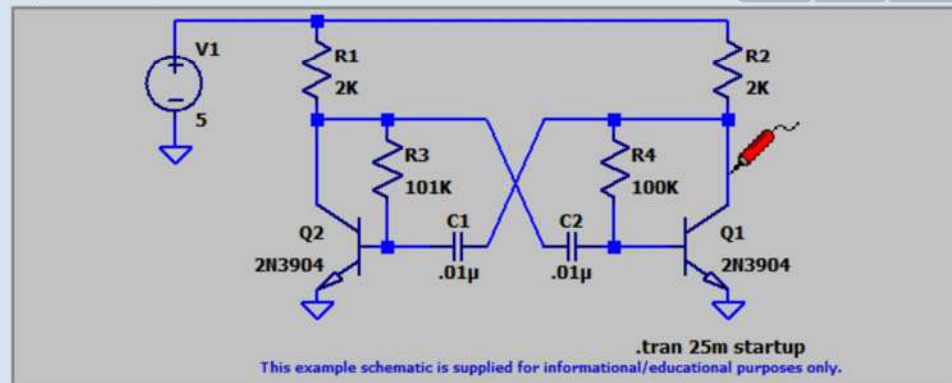 V1
5
R1
2K
R2
2K
R3
101K
R4
100K
C1
.01µ
C2
.01µ
Q2
2N3904
Q1
2N3904
.tran 25m startup
This example schematic is supplied for informational/educational purposes only.